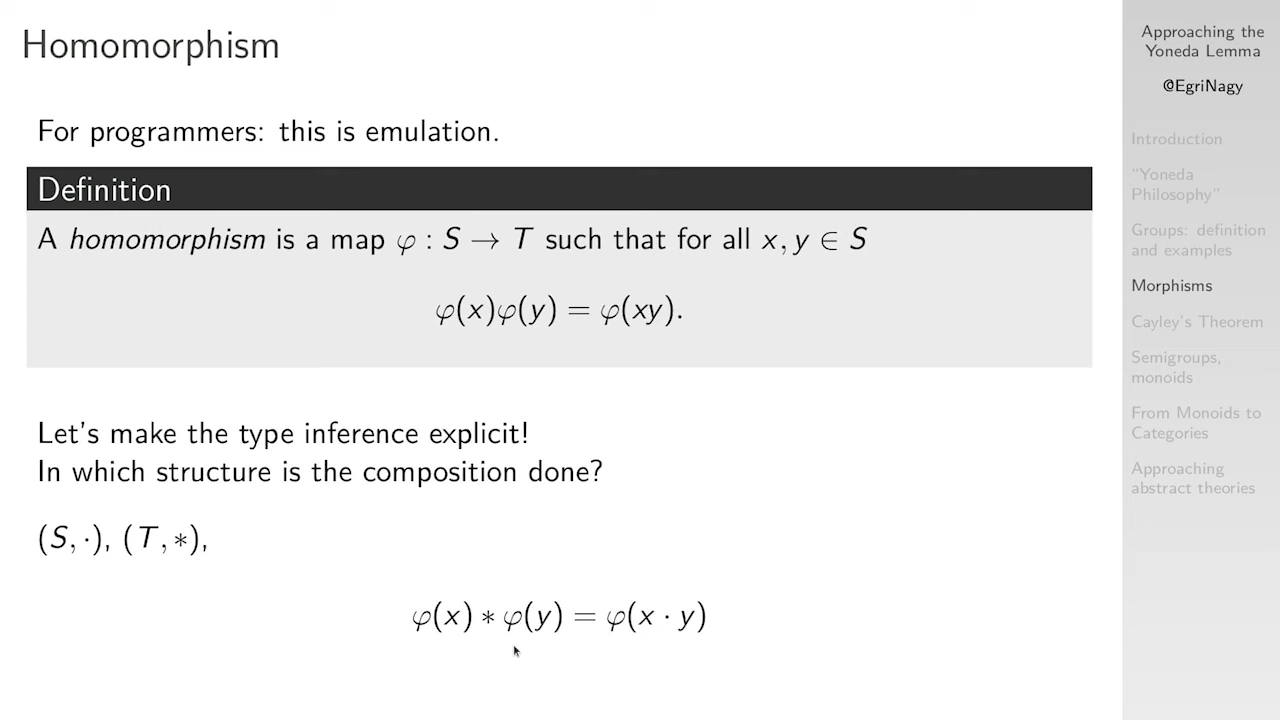 Homomorphism
For programmers: this is emulation.
Definition
A homomorphism is a map φ : S → T such that for all x, y ∈ S
φ(x)φ(y) = φ(xy).
Let's make the type inference explicit!
In which structure is the composition done?
(S, ·), (T, ∗),
φ(x) ∗ φ(y) = φ(x · y)
Approaching the
Yoneda Lemma
@EgriNagy
Introduction
"Yoneda
Philosophy"
Groups: definition
and examples
Morphisms
Cayley's Theorem
Semigroups,
monoids
From Monoids to
Categories
Approaching
abstract theories